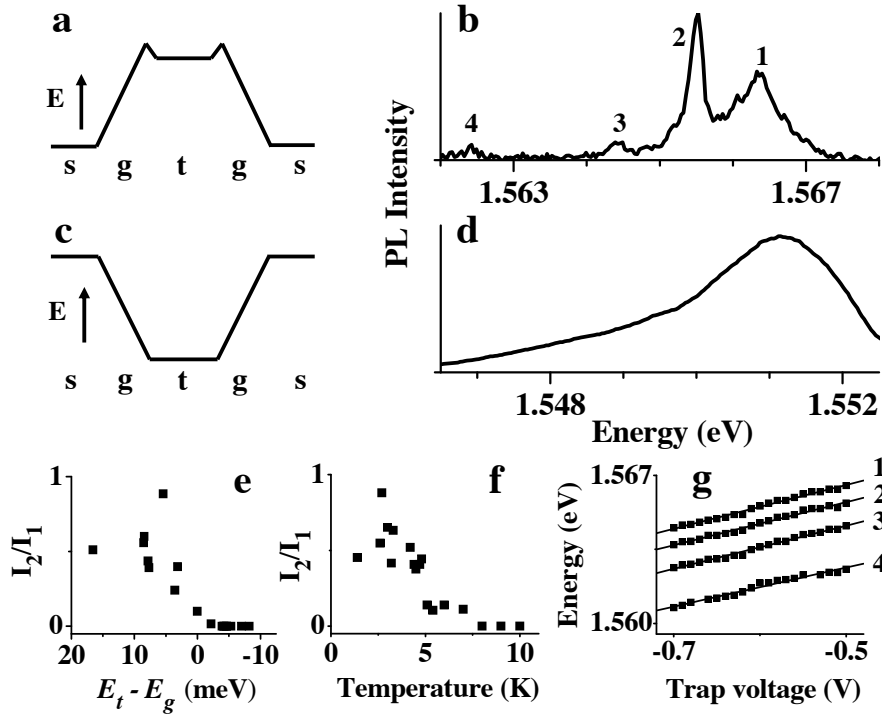 a
E
s g t g s
b
2
1
3
4
1.563 1.567
PL Intensity
c
E
s g t g s
d
1.548 1.552
Energy (eV)
e
1
0
I₂/I₁
20 10 0 -10
E_t - E_g (meV)
f
1
0
I₂/I₁
0 5 10
Temperature (K)
g
1.567
1.560
Energy (eV)
1
2
3
4
-0.7 -0.5
Trap voltage (V)